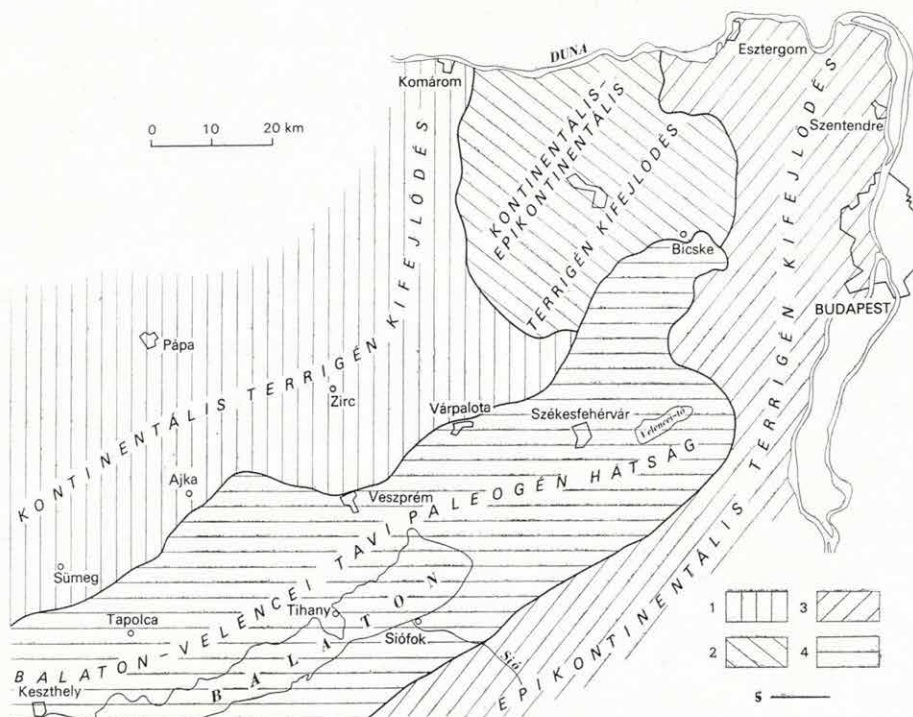 DUNA
Esztergom
Komárom
Szentendre
0 10 20 km
KONTINENTÁLIS-
EPIKONTINENTÁLIS
TERRIGÉN KIFEJLŐDÉS
Bicske
BUDAPEST
Pápa
Zirc
KONTINENTÁLIS TERRIGÉN KIFEJLŐDÉS
Várpalota
Székesfehérvár
Velencei-tó
Ajka
Veszprém
Sümeg
Tapolca
Tihany
Siófok
BALATON-VELENCEI TAVI PALEOGÉN HÁTSÁG
BALATON
Sió
Keszthely
EPIKONTINENTÁLIS TERRIGÉN KIFEJLŐDÉS
1 3
2 4
5